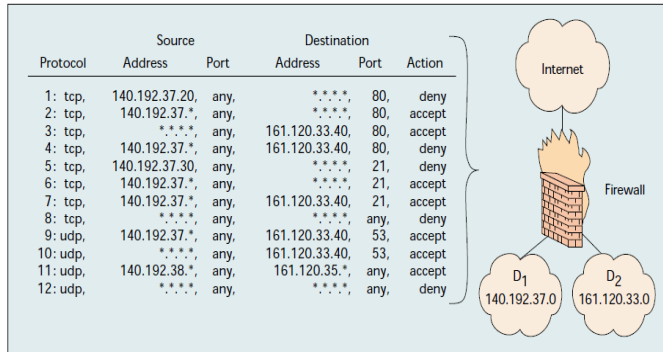 Source Destination
Protocol Address Port Address Port Action
1: tcp, 140.192.37.20, any, *.*.*.*, 80, deny
2: tcp, 140.192.37.*, any, *.*.*.*, 80, accept
3: tcp, *.*.*.*, any, 161.120.33.40, 80, accept
4: tcp, 140.192.37.*, any, 161.120.33.40, 80, deny
5: tcp, 140.192.37.30, any, *.*.*.*, 21, deny
6: tcp, 140.192.37.*, any, *.*.*.*, 21, accept
7: tcp, 140.192.37.*, any, 161.120.33.40, 21, accept
8: tcp, *.*.*.*, any, *.*.*.*, any, deny
9: udp, 140.192.37.*, any, 161.120.33.40, 53, accept
10: udp, *.*.*.*, any, 161.120.33.40, 53, accept
11: udp, 140.192.38.*, any, 161.120.35.*, any, accept
12: udp, *.*.*.*, any, *.*.*.*, any, deny
Internet
Firewall
D1
140.192.37.0
D2
161.120.33.0